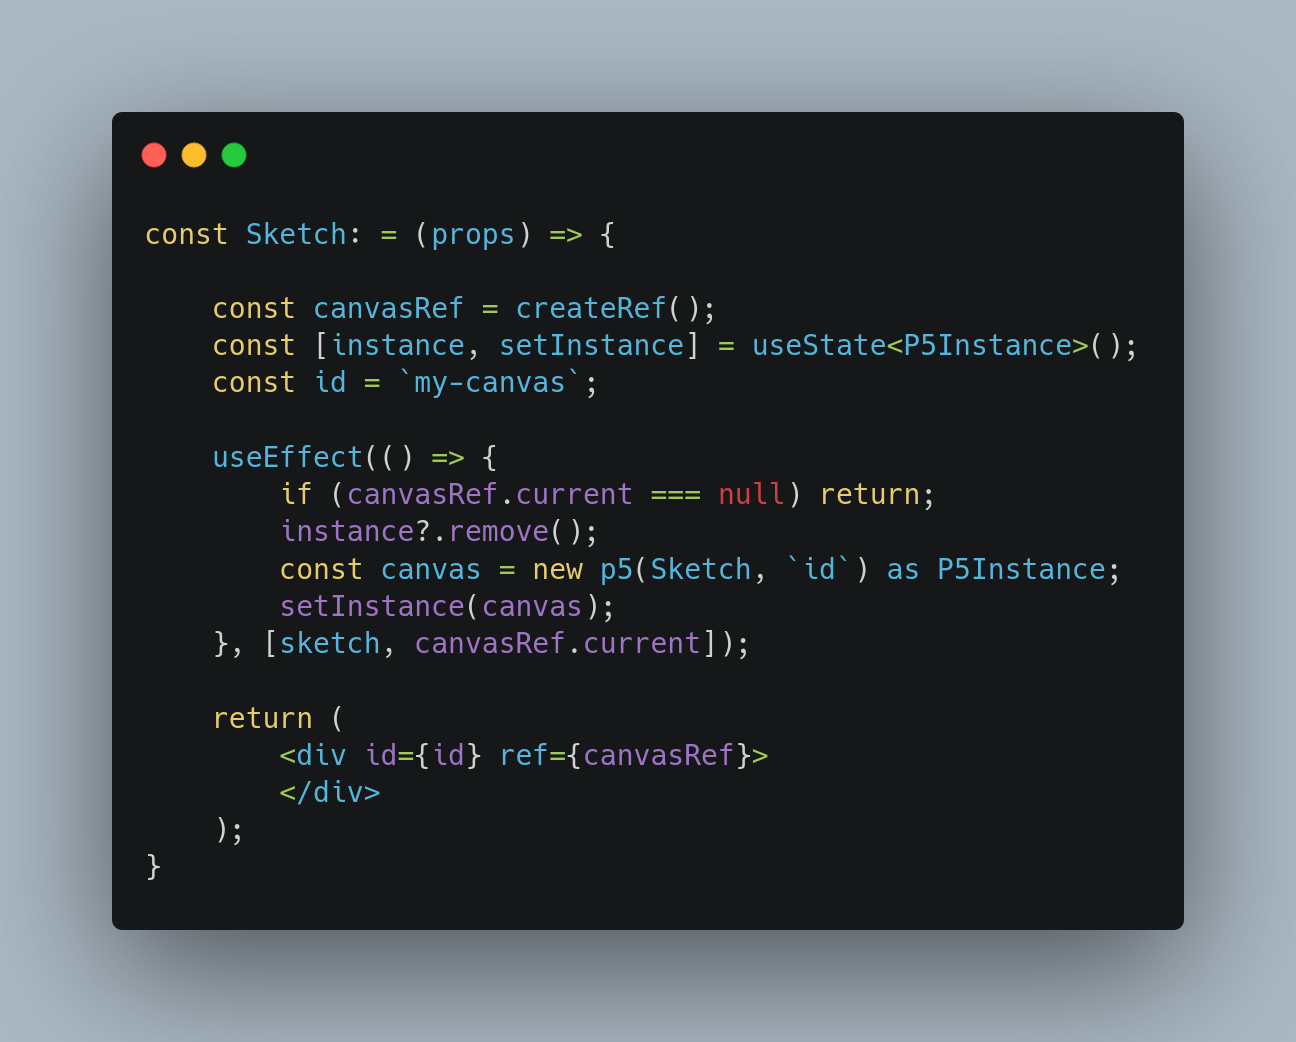 const Sketch: = (props) => {
const canvasRef = createRef();
const [instance, setInstance] = useState<P5Instance>();
const id = `my-canvas`;
useEffect(() => {
if (canvasRef.current === null) return;
instance?.remove();
const canvas = new p5(Sketch, `id`) as P5Instance;
setInstance(canvas);
}, [sketch, canvasRef.current]);
return (
<div id={id} ref={canvasRef}>
</div>
);
}